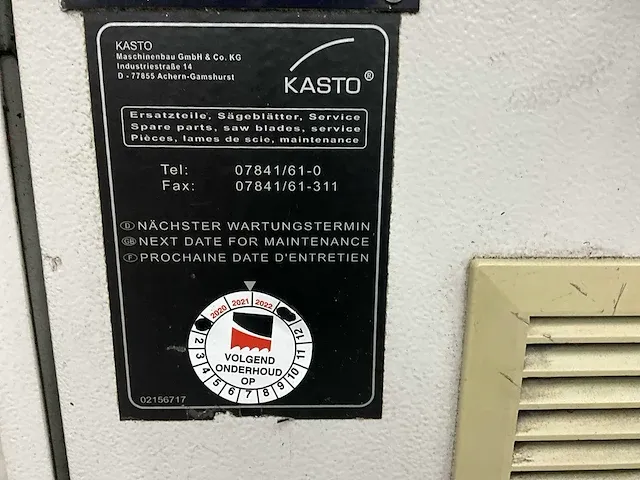 KASTO
Maschinenbau GmbH & Co. KG
Industriestraße 14
D - 77855 Achern-Gamshurst
KASTO®
Ersatzteile, Sägeblätter, Service
Spare parts, saw blades, service
Pièces, lames de scie, maintenance
Tel: 07841/61-0
Fax: 07841/61-311
D NÄCHSTER WARTUNGSTERMIN
GB NEXT DATE FOR MAINTENANCE
F PROCHAINE DATE D'ENTRETIEN
2020 2021 2022
2 3 4 5 6 7 8 9 10 11 12
VOLGEND
ONDERHOUD
OP
02156717